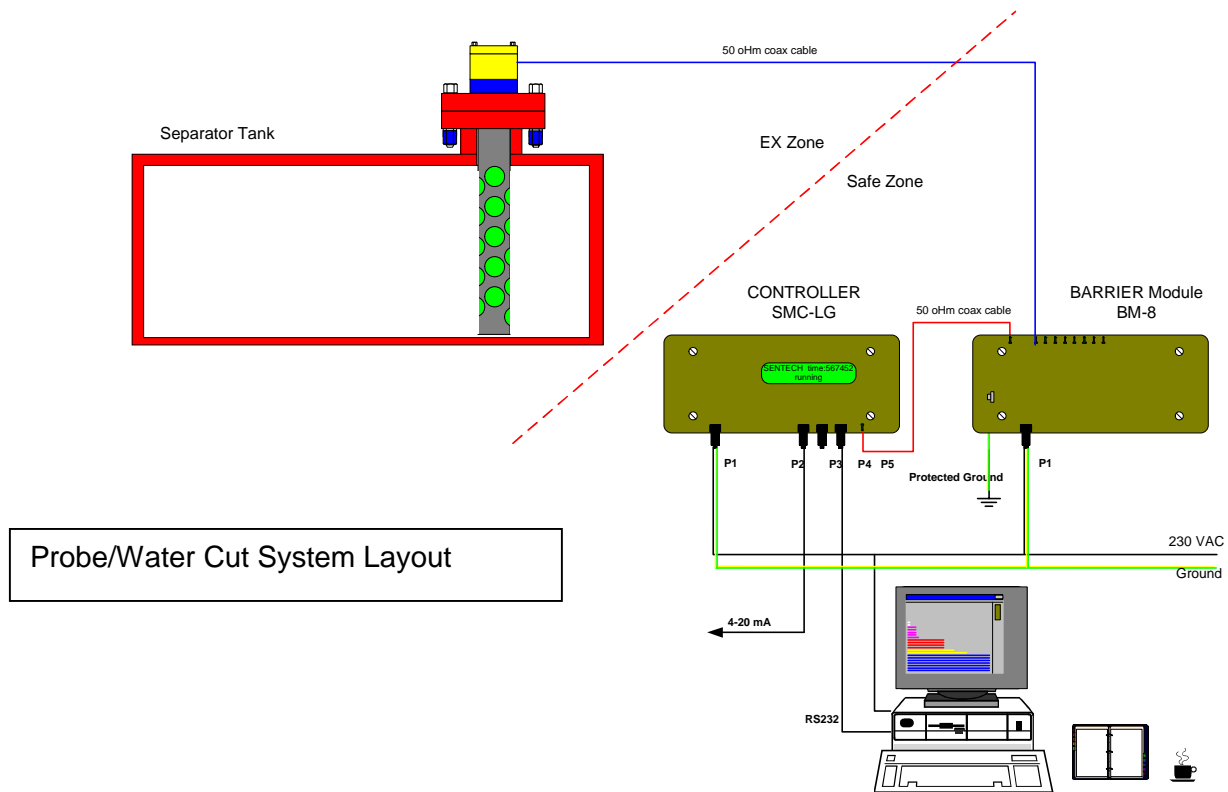 50 oHm coax cable
Separator Tank
EX Zone
Safe Zone
CONTROLLER
SMC-LG
50 oHm coax cable
BARRIER Module
BM-8
SENTECH time:567452
running
P1
P2
P3
P4
P5
Protected Ground
P1
Probe/Water Cut System Layout
230 VAC
Ground
4-20 mA
RS232